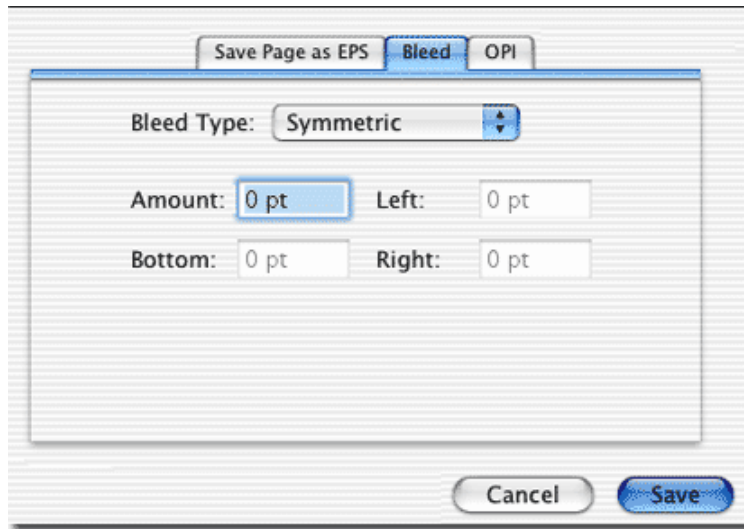 Save Page as EPS Bleed OPI
Bleed Type: Symmetric
Amount: 0 pt Left: 0 pt
Bottom: 0 pt Right: 0 pt
Cancel Save